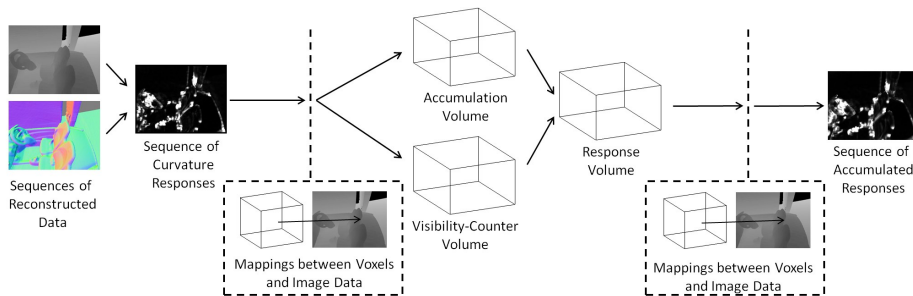 Sequences of
Reconstructed
Data
Sequence of
Curvature
Responses
Mappings between Voxels
and Image Data
Accumulation
Volume
Visibility-Counter
Volume
Response
Volume
Mappings between Voxels
and Image Data
Sequence of
Accumulated
Responses